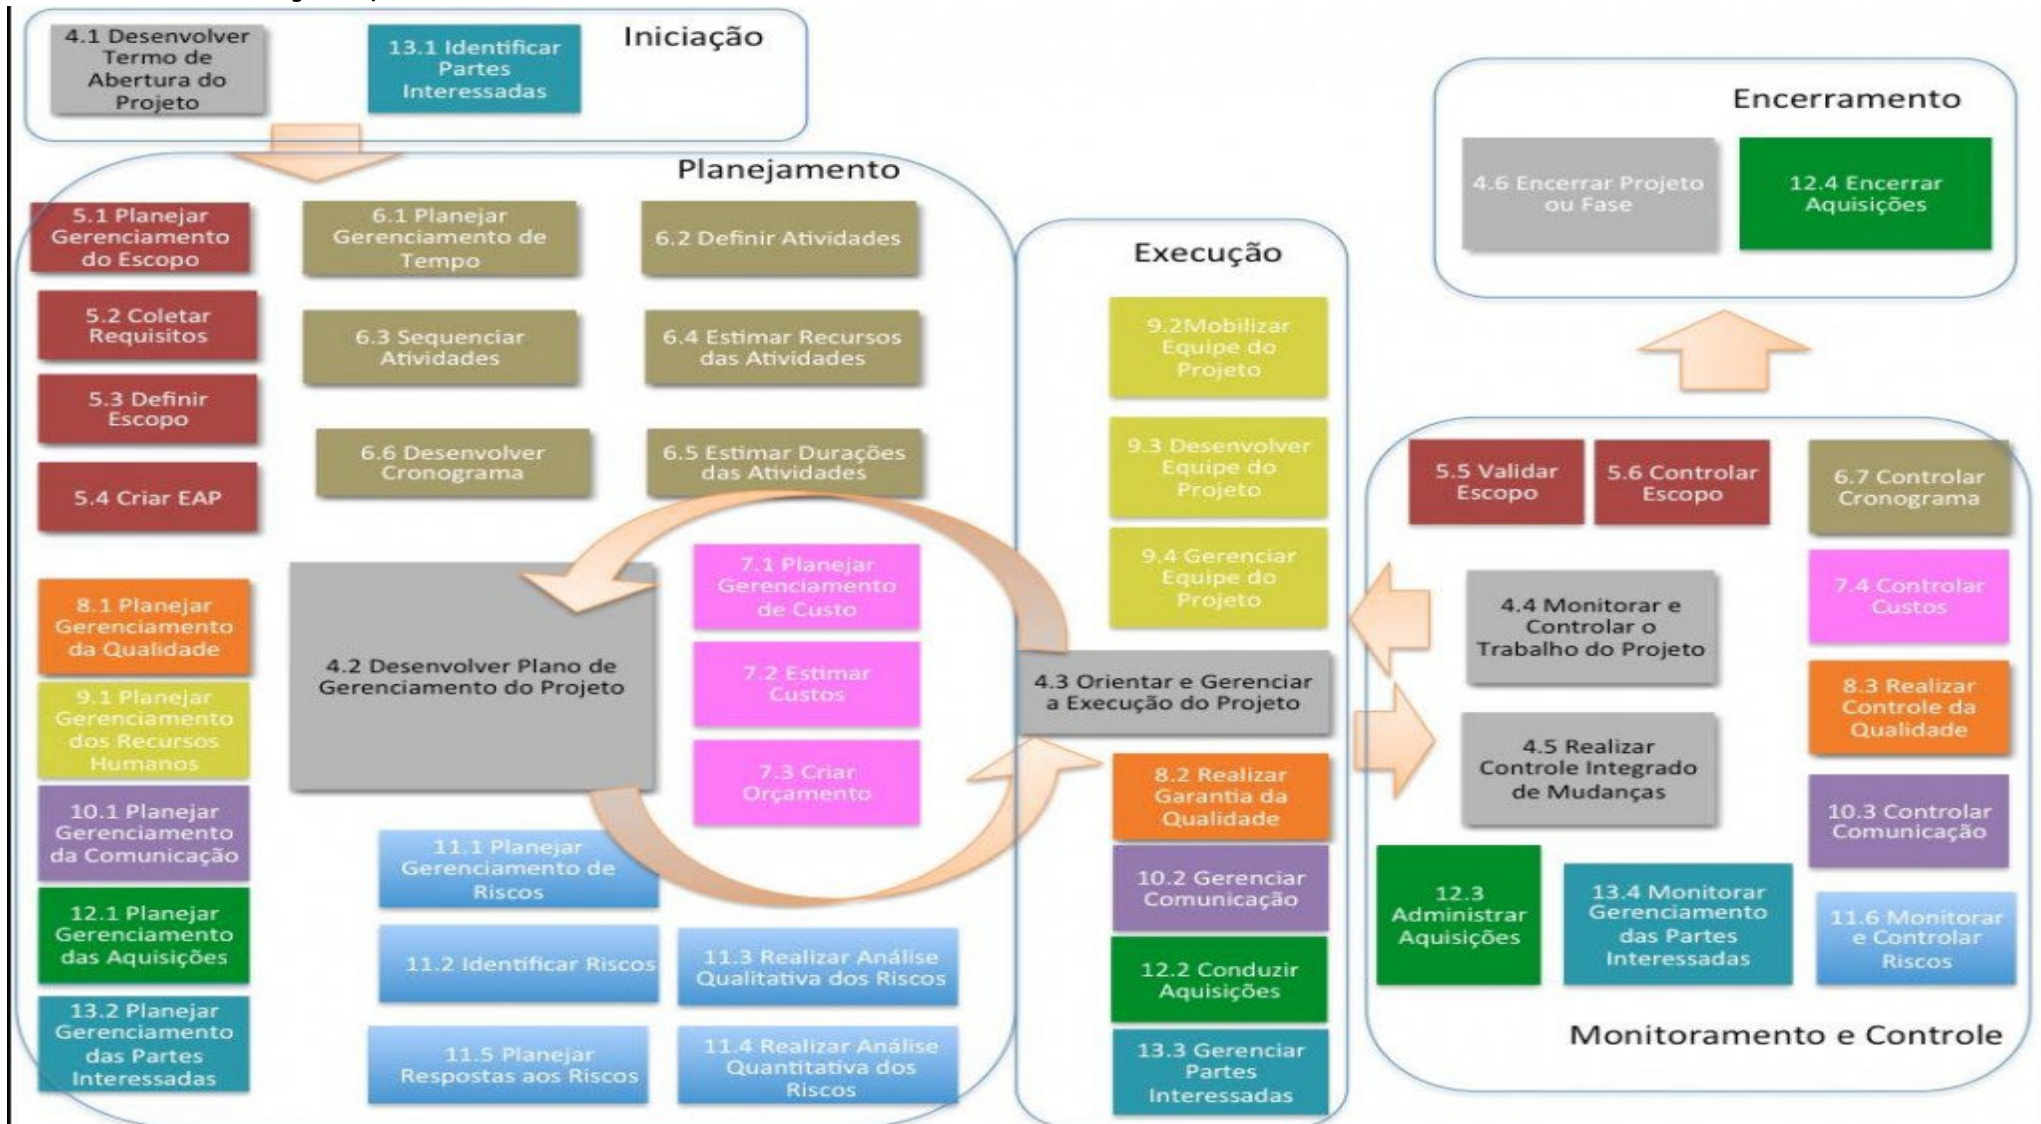 4.1 Desenvolver
Termo de
Abertura do
Projeto
13.1 Identificar
Partes
Interessadas
Iniciação
Planejamento
5.1 Planejar
Gerenciamento
do Escopo
6.1 Planejar
Gerenciamento de
Tempo
6.2 Definir Atividades
5.2 Coletar
Requisitos
6.3 Sequenciar
Atividades
6.4 Estimar Recursos
das Atividades
5.3 Definir
Escopo
6.6 Desenvolver
Cronograma
6.5 Estimar Durações
das Atividades
5.4 Criar EAP
8.1 Planejar
Gerenciamento
da Qualidade
4.2 Desenvolver Plano de
Gerenciamento do Projeto
7.1 Planejar
Gerenciamento
de Custo
7.2 Estimar
Custos
7.3 Criar
Orçamento
9.1 Planejar
Gerenciamento
dos Recursos
Humanos
10.1 Planejar
Gerenciamento
da Comunicação
12.1 Planejar
Gerenciamento
das Aquisições
13.2 Planejar
Gerenciamento
das Partes
Interessadas
11.1 Planejar
Gerenciamento de
Riscos
11.2 Identificar Riscos
11.3 Realizar Análise
Qualitativa dos Riscos
11.5 Planejar
Respostas aos Riscos
11.4 Realizar Análise
Quantitativa dos
Riscos
Execução
9.2Mobilizar
Equipe do
Projeto
9.3 Desenvolver
Equipe do
Projeto
9.4 Gerenciar
Equipe do
Projeto
4.3 Orientar e Gerenciar
a Execução do Projeto
8.2 Realizar
Garantia da
Qualidade
10.2 Gerenciar
Comunicação
12.2 Conduzir
Aquisições
13.3 Gerenciar
Partes
Interessadas
Encerramento
4.6 Encerrar Projeto
ou Fase
12.4 Encerrar
Aquisições
5.5 Validar
Escopo
5.6 Controlar
Escopo
6.7 Controlar
Cronograma
4.4 Monitorar e
Controlar o
Trabalho do Projeto
7.4 Controlar
Custos
4.5 Realizar
Controle Integrado
de Mudanças
8.3 Realizar
Controle da
Qualidade
10.3 Controlar
Comunicação
12.3
Administrar
Aquisições
13.4 Monitorar
Gerenciamento
das Partes
Interessadas
11.6 Monitorar
e Controlar
Riscos
Monitoramento e Controle